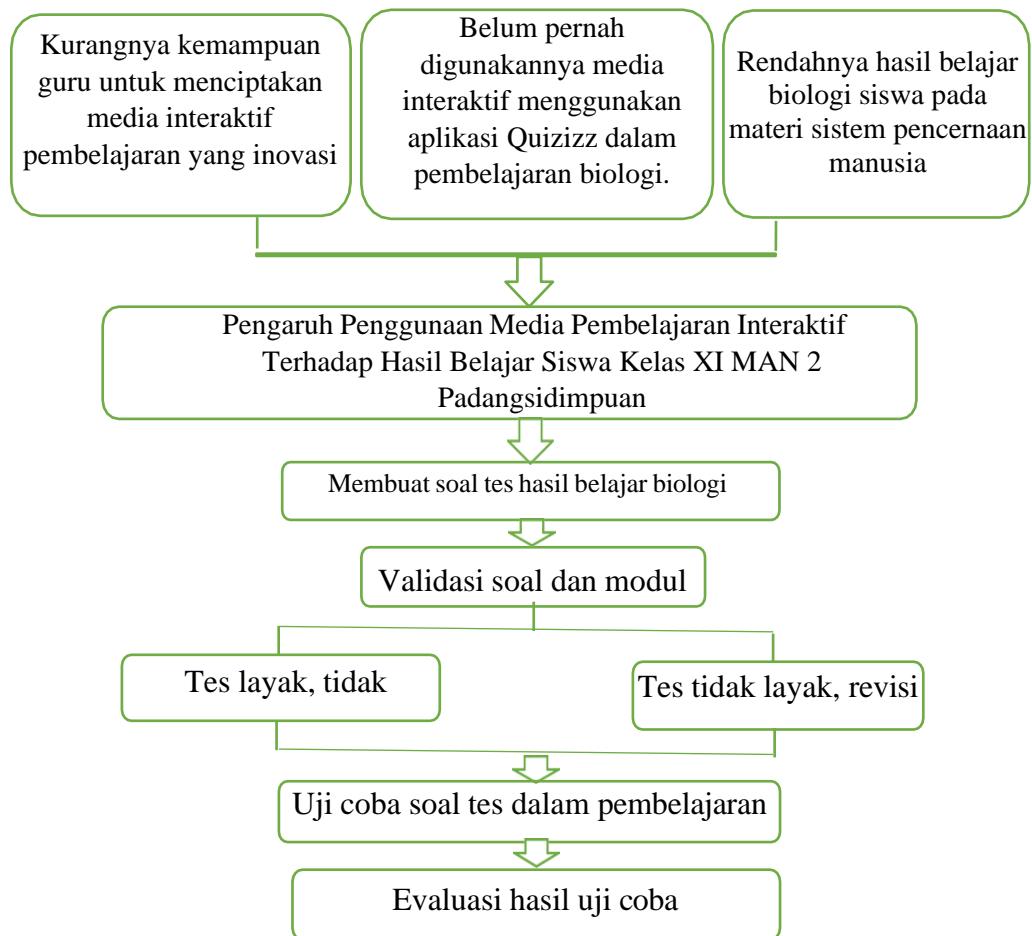 Kurangnya kemampuan
guru untuk menciptakan
media interaktif
pembelajaran yang inovasi
Belum pernah
digunakannya media
interaktif menggunakan
aplikasi Quizizz dalam
pembelajaran biologi.
Rendahnya hasil belajar
biologi siswa pada
materi sistem pencernaan
manusia
Pengaruh Penggunaan Media Pembelajaran Interaktif
Terhadap Hasil Belajar Siswa Kelas XI MAN 2
Padangsidimpuan
Membuat soal tes hasil belajar biologi
Validasi soal dan modul
Tes layak, tidak
Tes tidak layak, revisi
Uji coba soal tes dalam pembelajaran
Evaluasi hasil uji coba